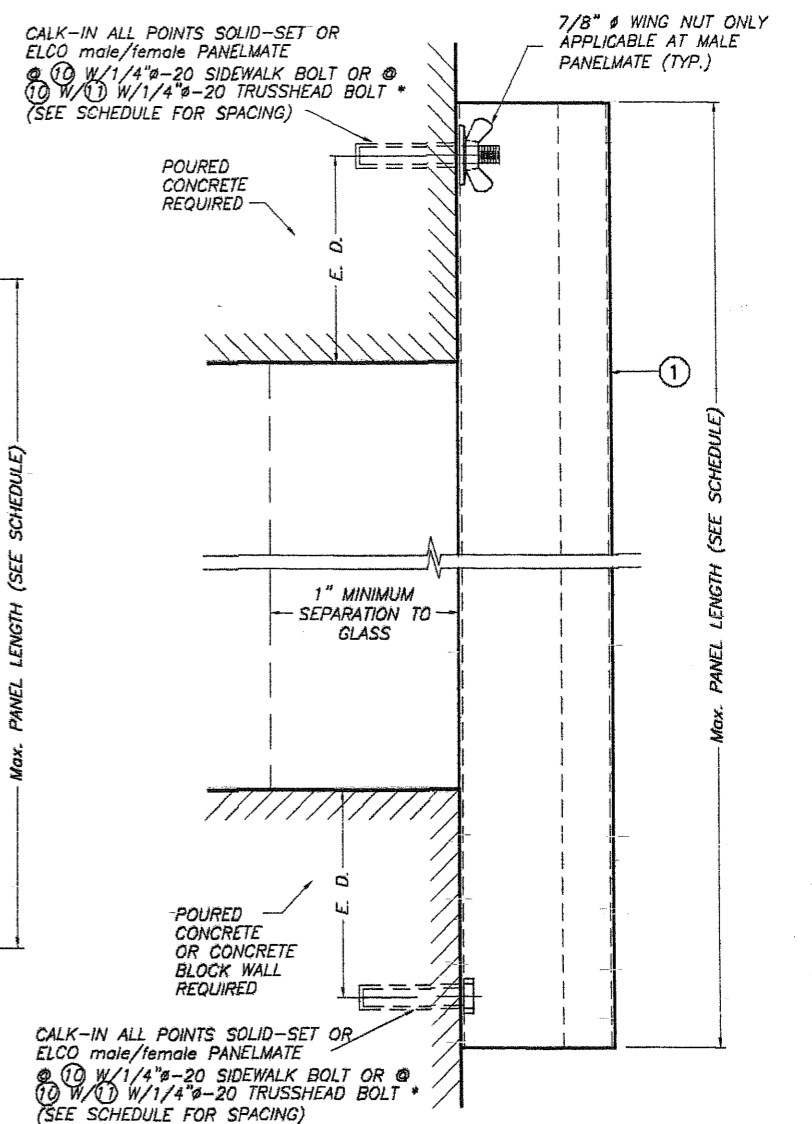 CALK-IN ALL POINTS SOLID-SET OR
ELCO male/female PANELMATE
@ 10 W/1/4"ø-20 SIDEWALK BOLT OR @
10 W/11 W/1/4"ø-20 TRUSSHEAD BOLT *
(SEE SCHEDULE FOR SPACING)
7/8" ø WING NUT ONLY
APPLICABLE AT MALE
PANELMATE (TYP.)
POURED
CONCRETE
REQUIRED
E. D.
1
Max. PANEL LENGTH (SEE SCHEDULE)
Max. PANEL LENGTH (SEE SCHEDULE)
1" MINIMUM
SEPARATION TO
GLASS
E. D.
POURED
CONCRETE
OR CONCRETE
BLOCK WALL
REQUIRED
CALK-IN ALL POINTS SOLID-SET OR
ELCO male/female PANELMATE
@ 10 W/1/4"ø-20 SIDEWALK BOLT OR @
10 W/11 W/1/4"ø-20 TRUSSHEAD BOLT *
(SEE SCHEDULE FOR SPACING)